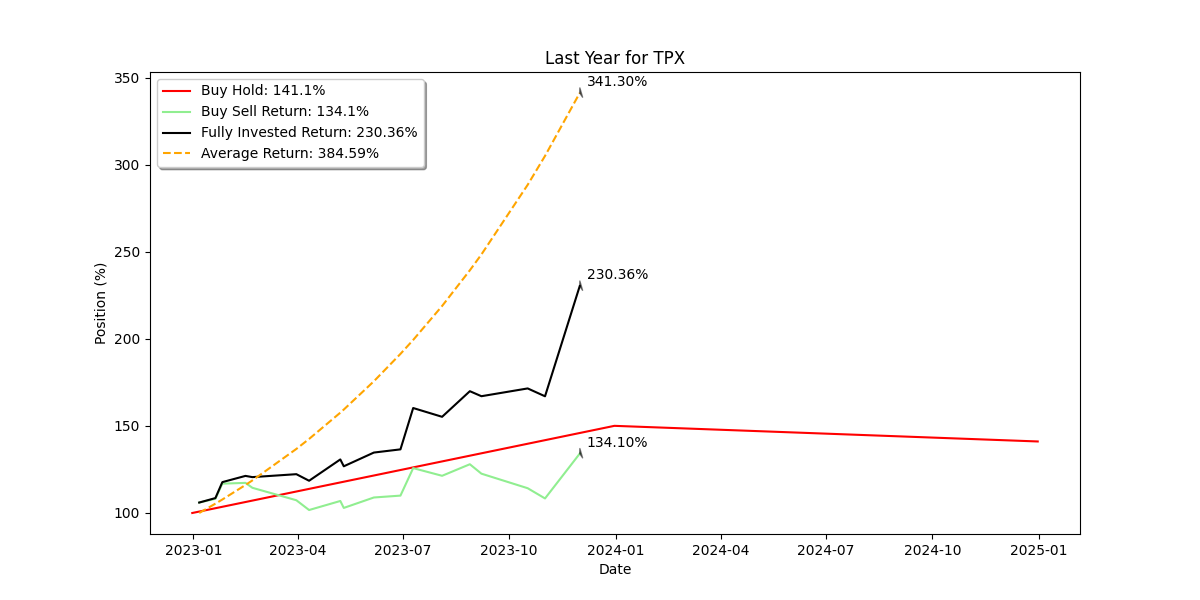 Last Year for TPX
Buy Hold: 141.1%
Buy Sell Return: 134.1%
Fully Invested Return: 230.36%
Average Return: 384.59%
341.30%
230.36%
134.10%
Position (%)
350
300
250
200
150
100
2023-01
2023-04
2023-07
2023-10
2024-01
2024-04
2024-07
2024-10
2025-01
Date